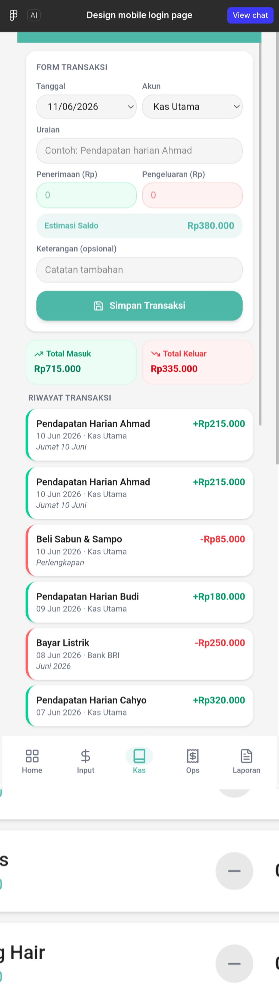 AI
Design mobile login page
View chat
FORM TRANSAKSI
Tanggal
Akun
11/06/2026
Kas Utama
Uraian
Contoh: Pendapatan harian Ahmad
Penerimaan (Rp)
Pengeluaran (Rp)
0
0
Estimasi Saldo
Rp380.000
Keterangan (opsional)
Catatan tambahan
Simpan Transaksi
Total Masuk
Rp715.000
Total Keluar
Rp335.000
RIWAYAT TRANSAKSI
Pendapatan Harian Ahmad
+Rp215.000
10 Jun 2026 · Kas Utama
Jumat 10 Juni
Pendapatan Harian Ahmad
+Rp215.000
10 Jun 2026 · Kas Utama
Jumat 10 Juni
Beli Sabun & Sampo
-Rp85.000
10 Jun 2026 · Kas Utama
Perlengkapan
Pendapatan Harian Budi
+Rp180.000
09 Jun 2026 · Kas Utama
Bayar Listrik
-Rp250.000
08 Jun 2026 · Bank BRI
Juni 2026
Pendapatan Harian Cahyo
+Rp320.000
07 Jun 2026 · Kas Utama
Home
Input
Kas
Ops
Laporan
Hair